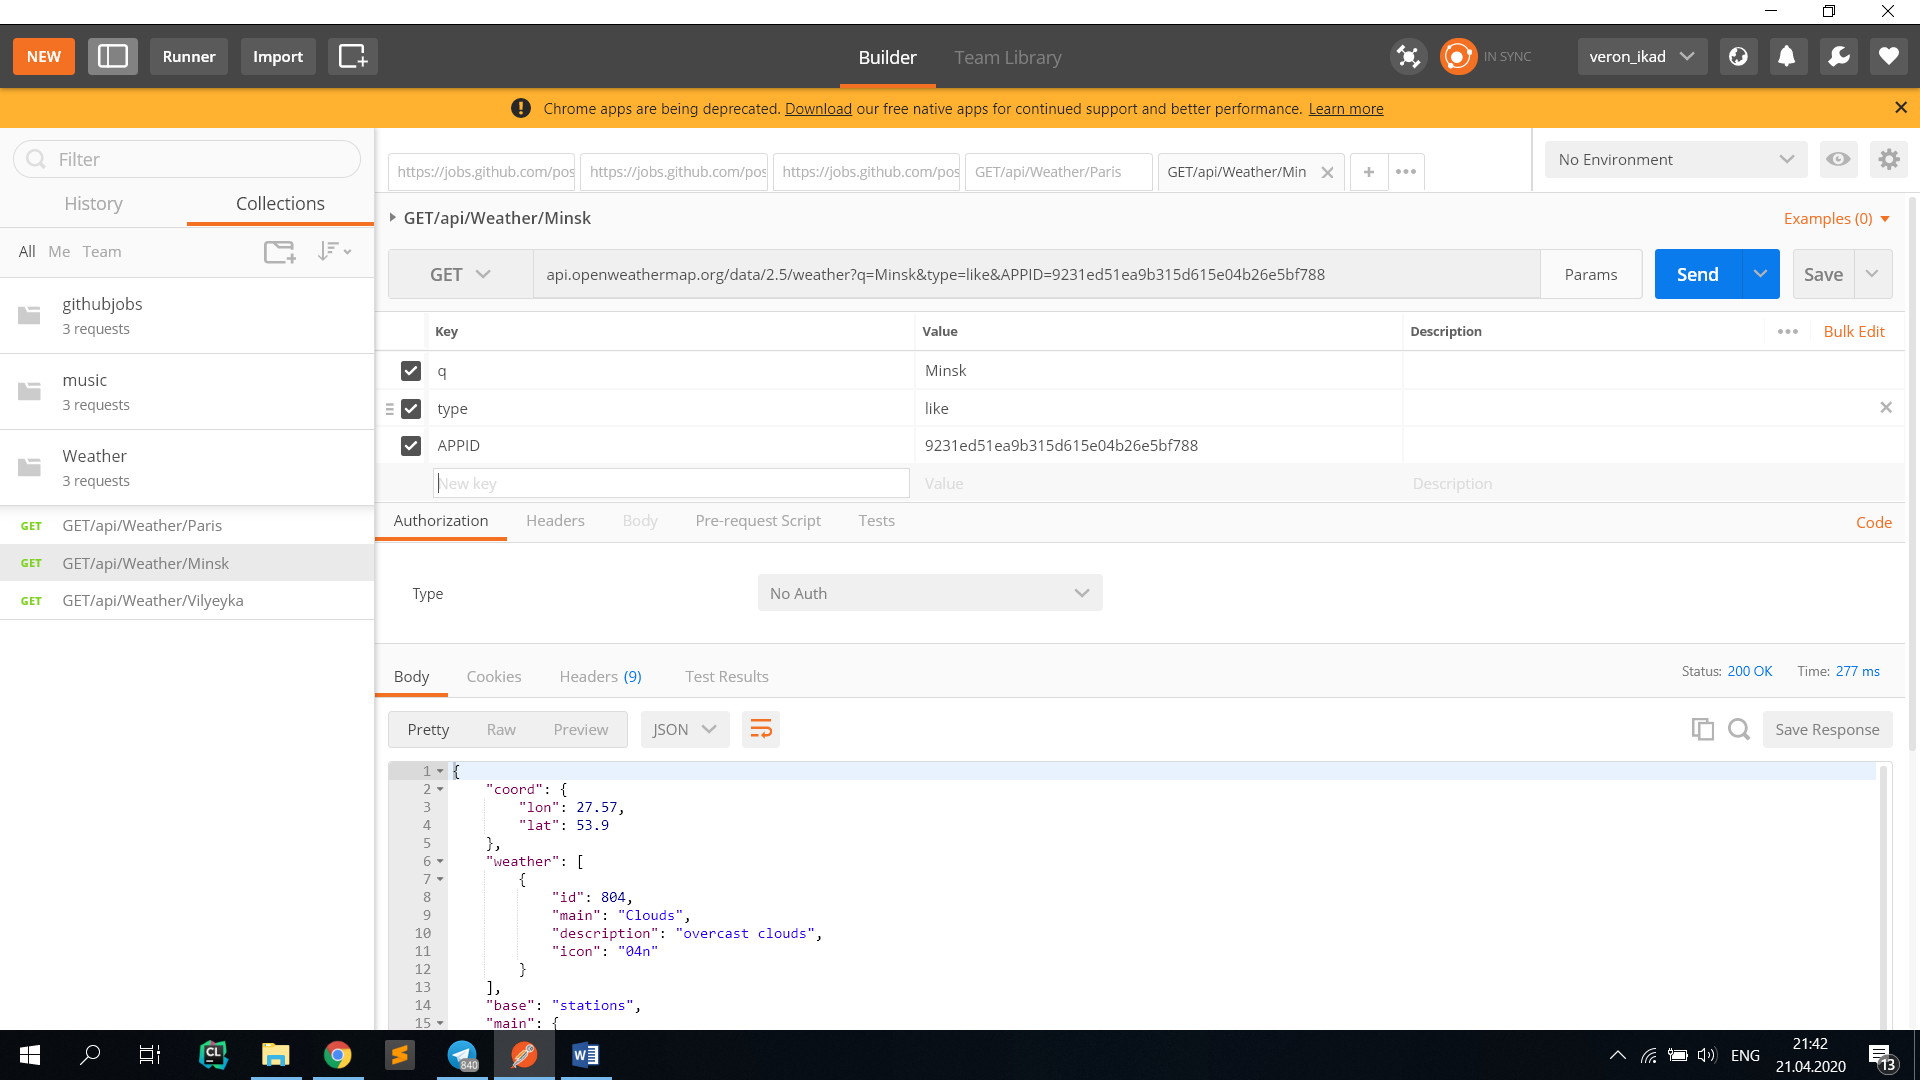 NEW Runner Import Builder Team Library IN SYNC veron_ikad
Chrome apps are being deprecated. Download our free native apps for continued support and better performance. Learn more
Filter
History Collections
All Me Team
githubjobs
3 requests
music
3 requests
Weather
3 requests
GET GET/api/Weather/Paris
GET GET/api/Weather/Minsk
GET GET/api/Weather/Vilyeyka
https://jobs.github.com/pos https://jobs.github.com/pos https://jobs.github.com/pos GET/api/Weather/Paris GET/api/Weather/Min + ••• No Environment
GET/api/Weather/Minsk Examples (0)
GET api.openweathermap.org/data/2.5/weather?q=Minsk&type=like&APPID=9231ed51ea9b315d615e04b26e5bf788 Params Send Save
Key Value Description ••• Bulk Edit
q Minsk
type like
APPID 9231ed51ea9b315d615e04b26e5bf788
New key Value Description
Authorization Headers Body Pre-request Script Tests Code
Type No Auth
Body Cookies Headers (9) Test Results Status: 200 OK Time: 277 ms
Pretty Raw Preview JSON Save Response
1 {
2 "coord": {
3 "lon": 27.57,
4 "lat": 53.9
5 },
6 "weather": [
7 {
8 "id": 804,
9 "main": "Clouds",
10 "description": "overcast clouds",
11 "icon": "04n"
12 }
13 ],
14 "base": "stations",
15 "main": {
CL 840 W ENG 21:42
21.04.2020 13